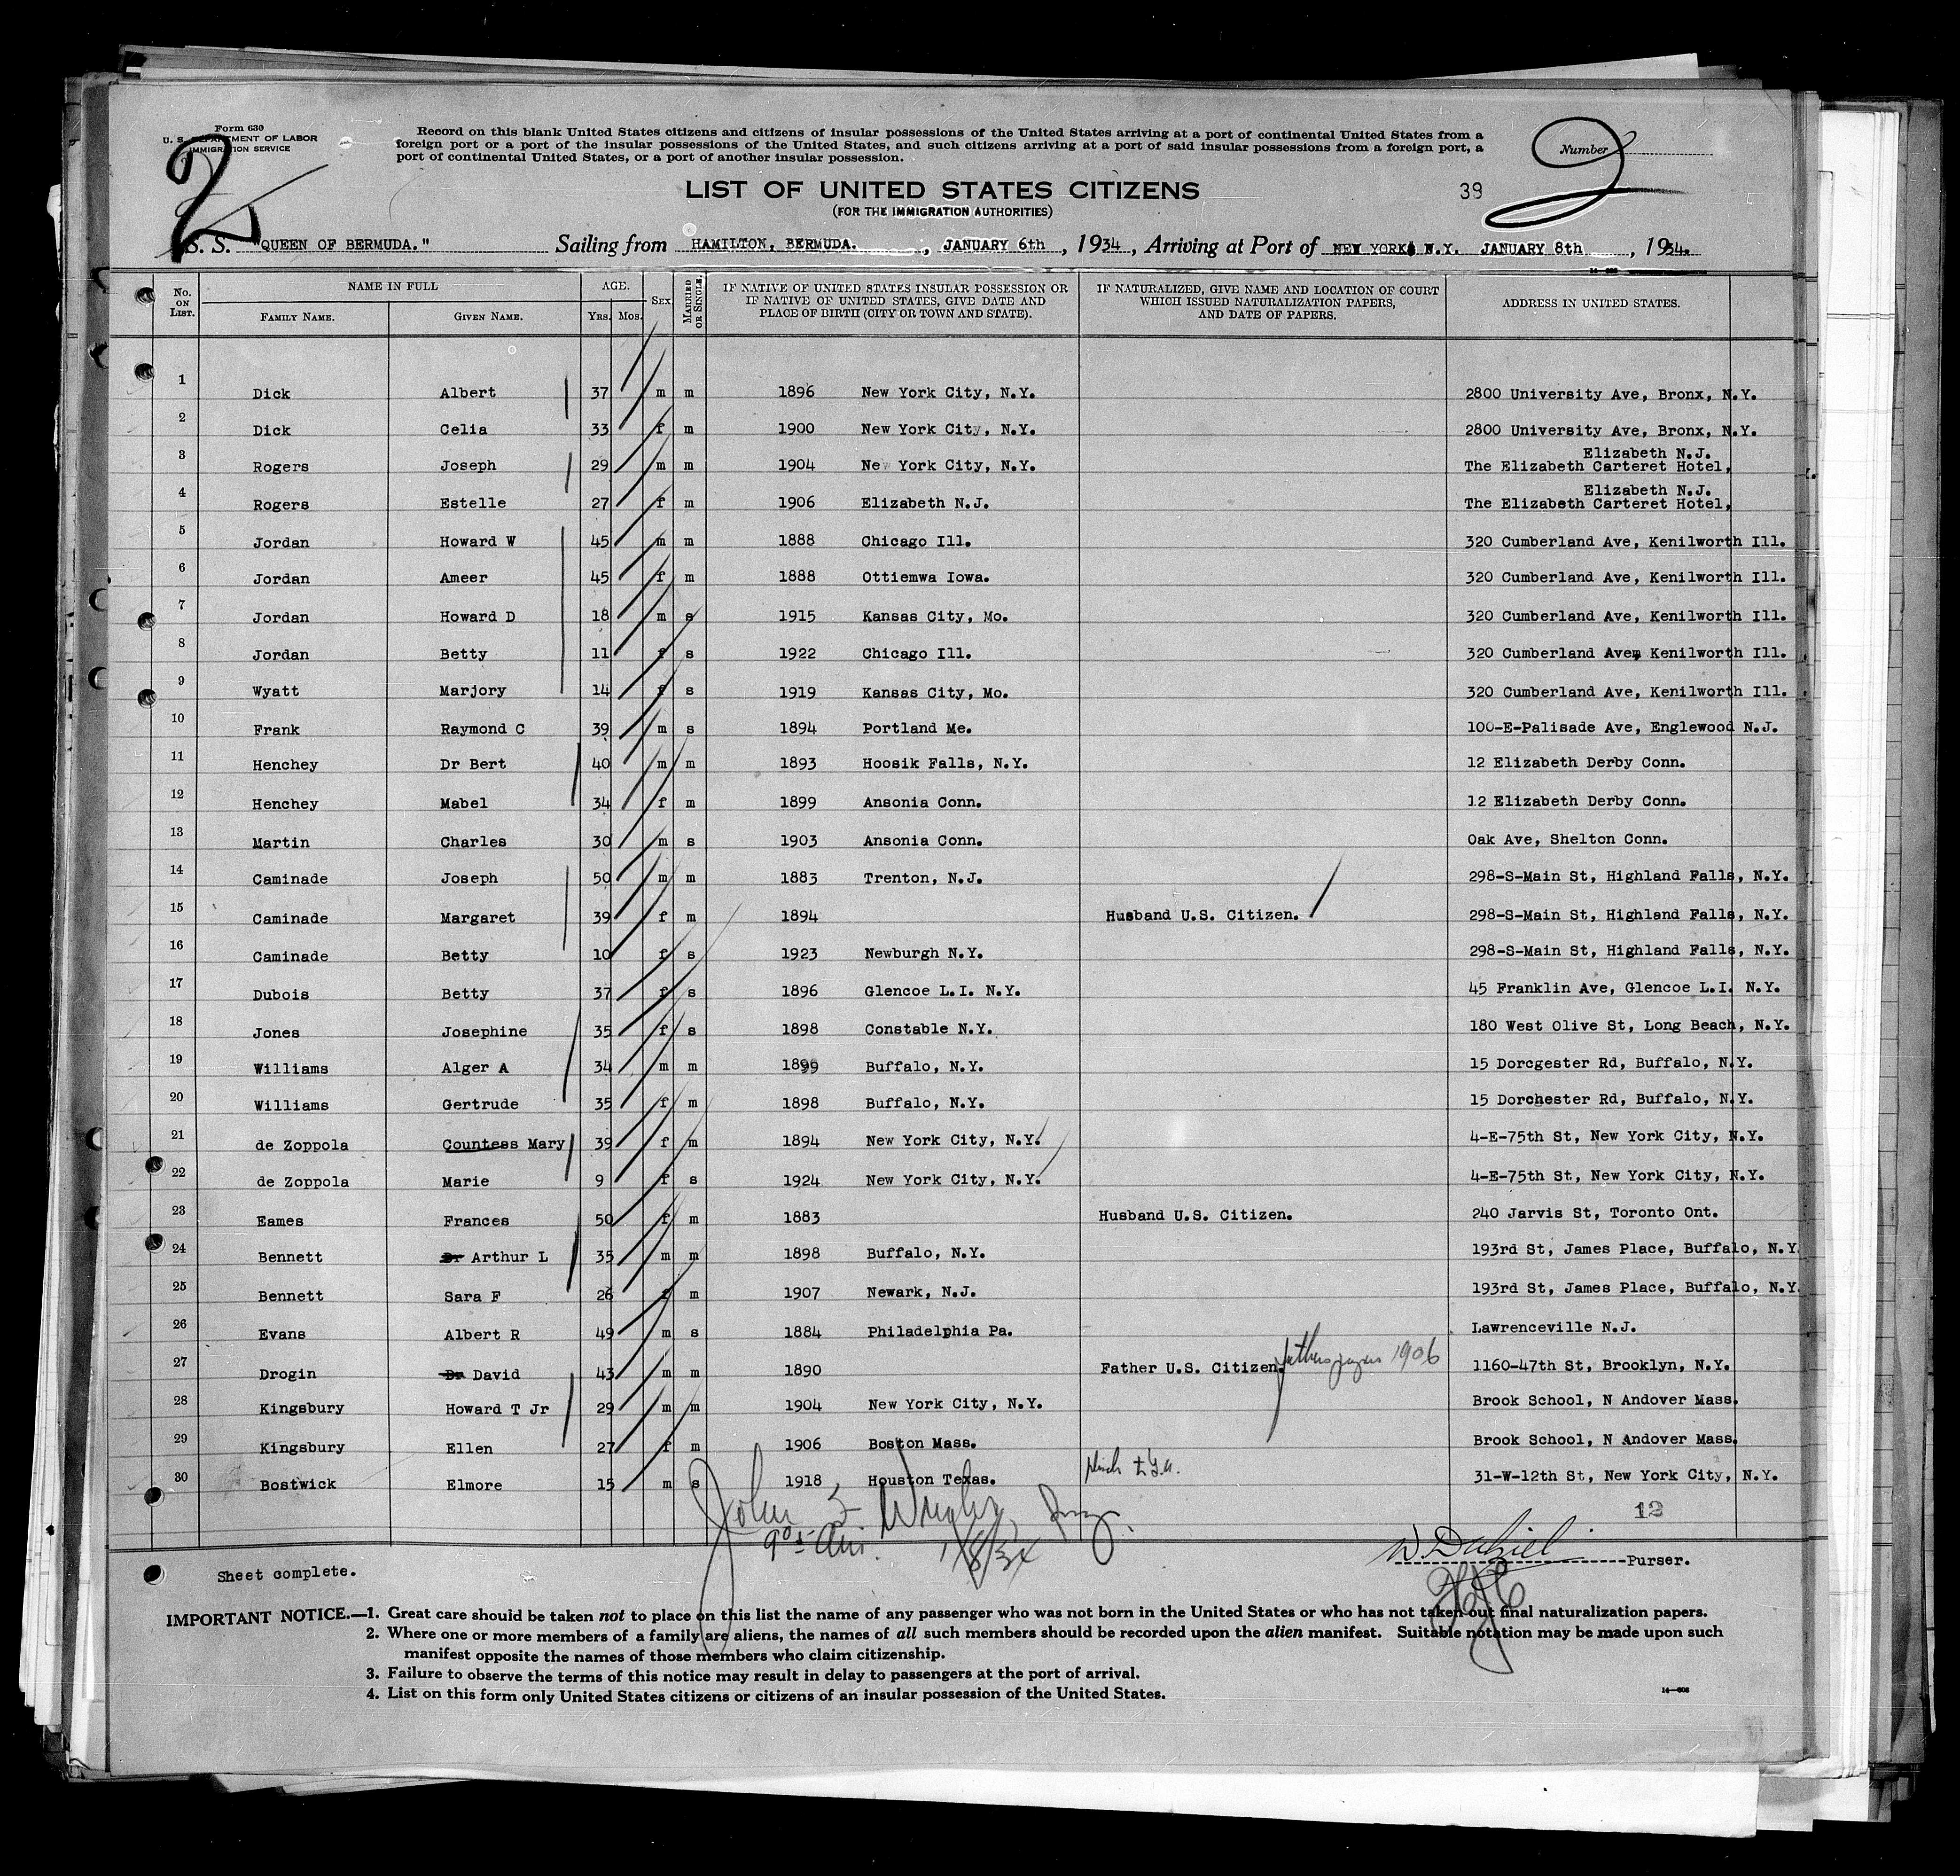 Form 630
U. S. DEPARTMENT OF LABOR
IMMIGRATION SERVICE
2
Record on this blank United States citizens and citizens of insular possessions of the United States arriving at a port of continental United States from a
foreign port or a port of the insular possessions of the United States, and such citizens arriving at a port of said insular possessions from a foreign port, a
port of continental United States, or a port of another insular possession.
Number 2
LIST OF UNITED STATES CITIZENS
(FOR THE IMMIGRATION AUTHORITIES)
39
S. S. "QUEEN OF BERMUDA." Sailing from HAMILTON, BERMUDA. , JANUARY 6th , 1934, Arriving at Port of NEW YORK, N.Y. JANUARY 8th , 1934.
No. ON LIST. NAME IN FULL FAMILY NAME. GIVEN NAME. AGE. Yrs. Mos. Sex MARRIED OR SINGLE. IF NATIVE OF UNITED STATES INSULAR POSSESSION OR IF NATIVE OF UNITED STATES, GIVE DATE AND PLACE OF BIRTH (CITY OR TOWN AND STATE). IF NATURALIZED, GIVE NAME AND LOCATION OF COURT WHICH ISSUED NATURALIZATION PAPERS, AND DATE OF PAPERS. ADDRESS IN UNITED STATES.
1 Dick Albert 37 m m 1896 New York City, N.Y. 2800 University Ave, Bronx, N.Y.
2 Dick Celia 33 f m 1900 New York City, N.Y. 2800 University Ave, Bronx, N.Y.
3 Rogers Joseph 29 m m 1904 New York City, N.Y. Elizabeth N.J.
The Elizabeth Carteret Hotel,
4 Rogers Estelle 27 f m 1906 Elizabeth N.J. Elizabeth N.J.
The Elizabeth Carteret Hotel,
5 Jordan Howard W 45 m m 1888 Chicago Ill. 320 Cumberland Ave, Kenilworth Ill.
6 Jordan Ameer 45 f m 1888 Ottiemwa Iowa. 320 Cumberland Ave, Kenilworth Ill.
7 Jordan Howard D 18 m s 1915 Kansas City, Mo. 320 Cumberland Ave, Kenilworth Ill.
8 Jordan Betty 11 f s 1922 Chicago Ill. 320 Cumberland Ave, Kenilworth Ill.
9 Wyatt Marjory 14 f s 1919 Kansas City, Mo. 320 Cumberland Ave, Kenilworth Ill.
10 Frank Raymond C 39 m s 1894 Portland Me. 100-E-Palisade Ave, Englewood N.J.
11 Henchey Dr Bert 40 m m 1893 Hoosik Falls, N.Y. 12 Elizabeth Derby Conn.
12 Henchey Mabel 34 f m 1899 Ansonia Conn. 12 Elizabeth Derby Conn.
13 Martin Charles 30 m s 1903 Ansonia Conn. Oak Ave, Shelton Conn.
14 Caminade Joseph 50 m m 1883 Trenton, N.J. 298-S-Main St, Highland Falls, N.Y.
15 Caminade Margaret 39 f m 1894 Husband U.S. Citizen. 298-S-Main St, Highland Falls, N.Y.
16 Caminade Betty 10 f s 1923 Newburgh N.Y. 298-S-Main St, Highland Falls, N.Y.
17 Dubois Betty 37 f s 1896 Glencoe L.I. N.Y. 45 Franklin Ave, Glencoe L.I. N.Y.
18 Jones Josephine 35 f s 1898 Constable N.Y. 180 West Olive St, Long Beach, N.Y.
19 Williams Alger A 34 m m 1899 Buffalo, N.Y. 15 Dorcgester Rd, Buffalo, N.Y.
20 Williams Gertrude 35 f m 1898 Buffalo, N.Y. 15 Dorchester Rd, Buffalo, N.Y.
21 de Zoppola Countess Mary 39 f m 1894 New York City, N.Y. 4-E-75th St, New York City, N.Y.
22 de Zoppola Marie 9 f s 1924 New York City, N.Y. 4-E-75th St, New York City, N.Y.
23 Eames Frances 50 f m 1883 Husband U.S. Citizen. 240 Jarvis St, Toronto Ont.
24 Bennett Dr Arthur L 35 m m 1898 Buffalo, N.Y. 193rd St, James Place, Buffalo, N.Y.
25 Bennett Sara F 26 f m 1907 Newark, N.J. 193rd St, James Place, Buffalo, N.Y.
26 Evans Albert R 49 m s 1884 Philadelphia Pa. Lawrenceville N.J.
27 Drogin Dr David 43 m m 1890 Father U.S. Citizen. fathers papers 1906 1160-47th St, Brooklyn, N.Y.
28 Kingsbury Howard T Jr 29 m m 1904 New York City, N.Y. Brook School, N Andover Mass.
29 Kingsbury Ellen 27 f m 1906 Boston Mass. Brook School, N Andover Mass.
30 Bostwick Elmore 15 m s 1918 Houston Texas. 31-W-12th St, New York City, N.Y.
12
John Wright
1/8/34
W Dalziel Purser.
Sheet complete.
IMPORTANT NOTICE.—1. Great care should be taken not to place on this list the name of any passenger who was not born in the United States or who has not taken out final naturalization papers.
2. Where one or more members of a family are aliens, the names of all such members should be recorded upon the alien manifest. Suitable notation may be made upon such
manifest opposite the names of those members who claim citizenship.
3. Failure to observe the terms of this notice may result in delay to passengers at the port of arrival.
4. List on this form only United States citizens or citizens of an insular possession of the United States.